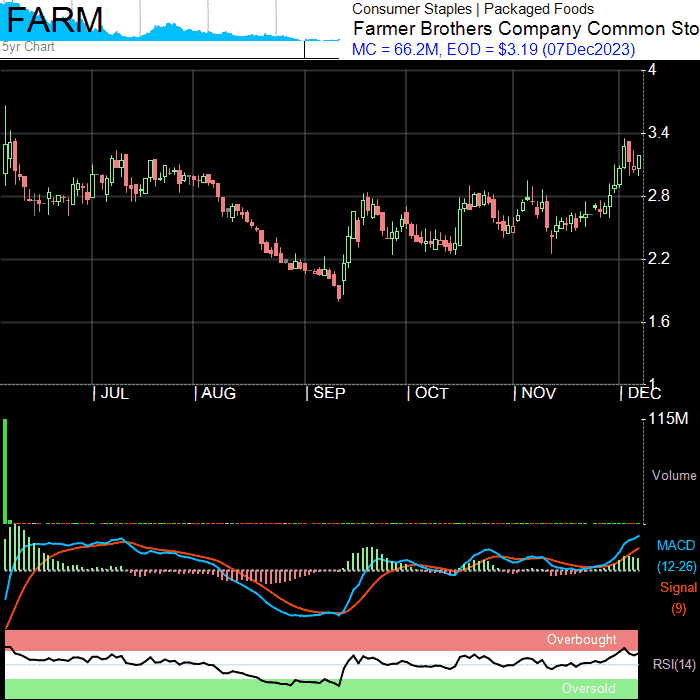 FARM
5yr Chart
Consumer Staples | Packaged Foods
Farmer Brothers Company Common Sto
MC = 66.2M, EOD = $3.19 (07Dec2023)
4
3.4
2.8
2.2
1.6
1
| JUL | AUG | SEP | OCT | NOV | DEC
115M
Volume
MACD
(12-26)
Signal
(9)
Overbought
RSI(14)
Oversold